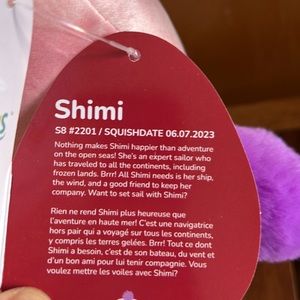 Shimi
S8 #2201 / SQUISHDATE 06.07.2023
Nothing makes Shimi happier than adventure
on the open seas! She's an expert sailor who
has traveled to all the continents, including
frozen lands. Brrr! All Shimi needs is her ship,
the wind, and a good friend to keep her
company. Want to set sail with Shimi?
Rien ne rend Shimi plus heureuse que
l'aventure en haute mer! C'est une navigatrice
hors pair qui a voyagé sur tous les continents,
y compris les terres gelées. Brrr! Tout ce dont
Shimi a besoin, c'est de son bateau, du vent et
d'un bon ami pour lui tenir compagnie. Vous
voulez mettre les voiles avec Shimi?